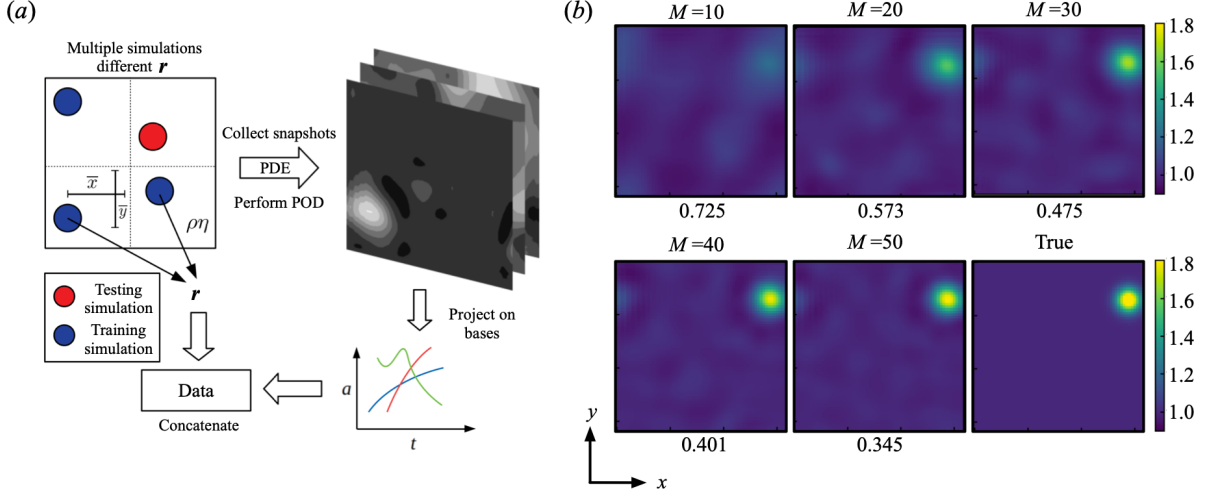 (a)
Multiple simulations
different r
x̅
y̅
ρη
r
Testing
simulation
Training
simulation
Collect snapshots
PDE
Perform POD
Project on
bases
a
t
Data
Concatenate
(b)
M=10
M=20
M=30
0.725
0.573
0.475
1.8
1.6
1.4
1.2
1.0
M=40
M=50
True
0.401
0.345
1.8
1.6
1.4
1.2
1.0
y
x